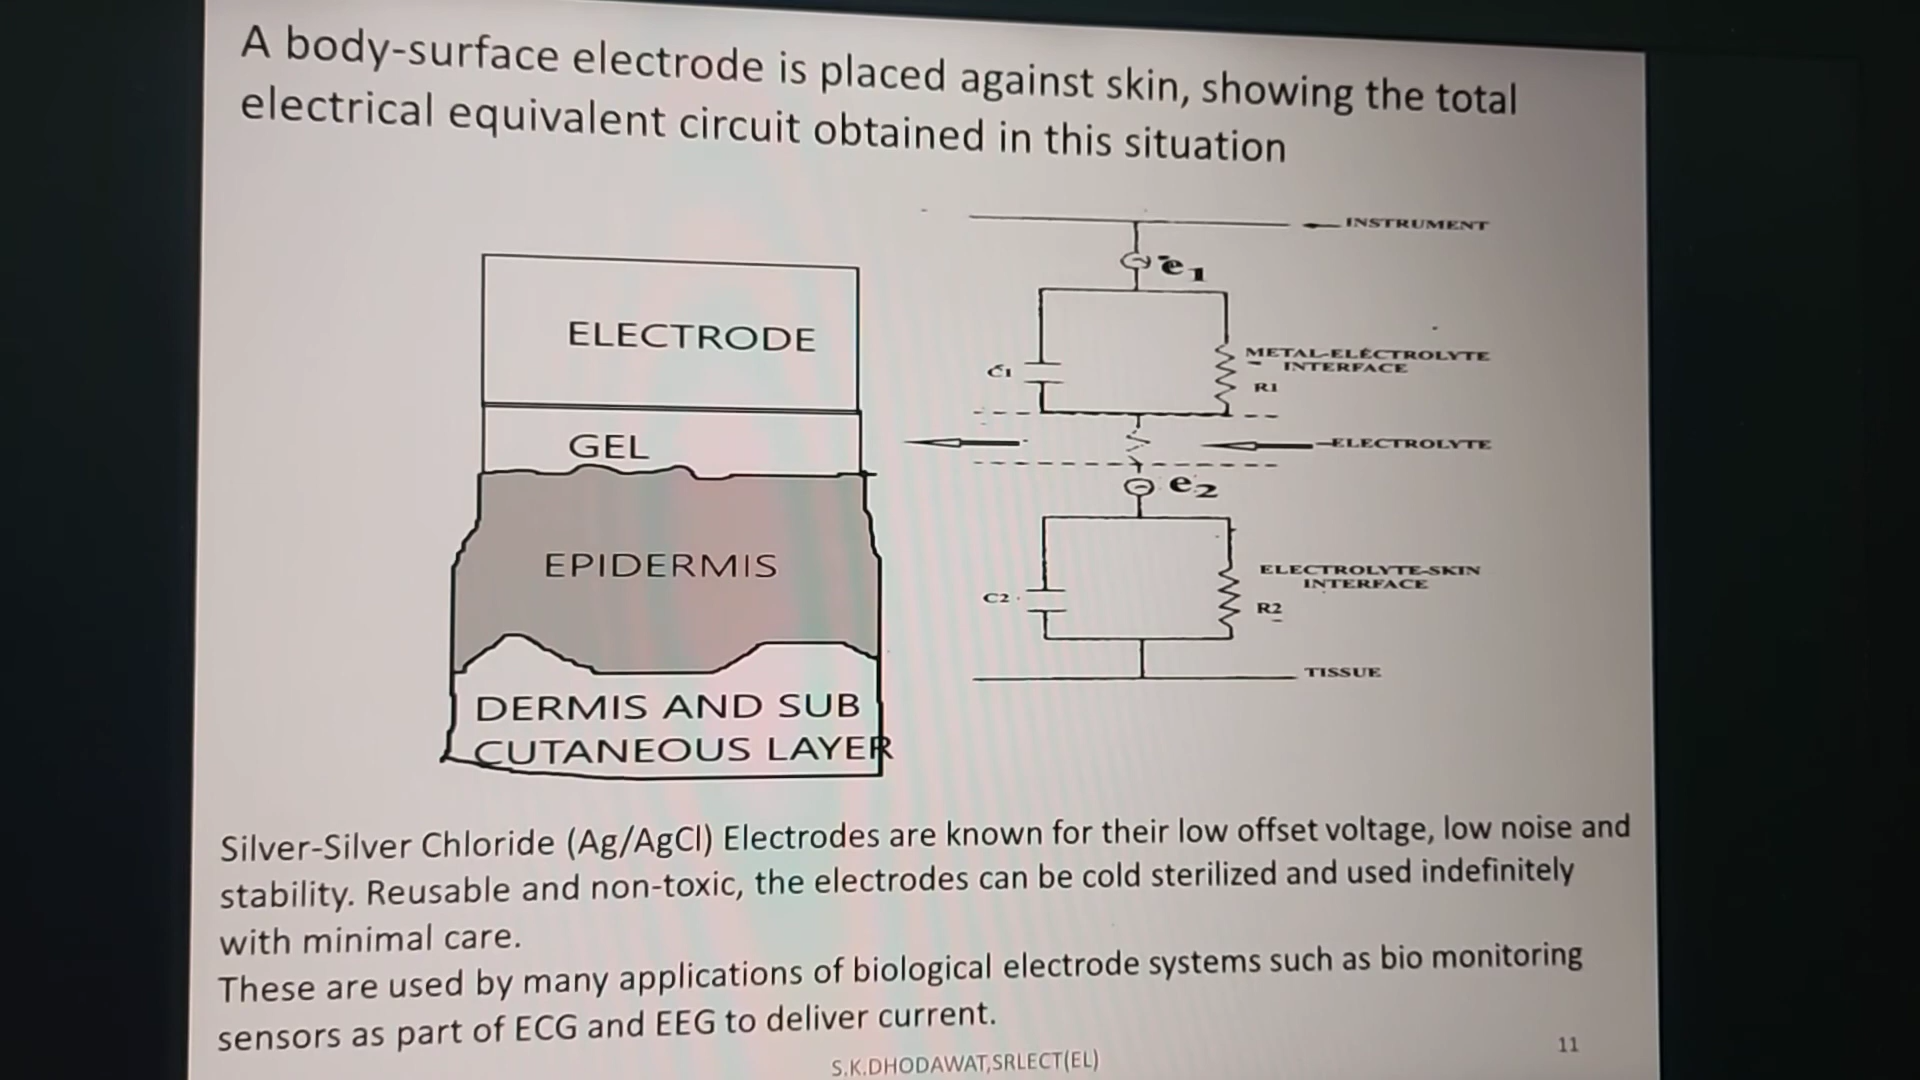 A body-surface electrode is placed against skin, showing the total
electrical equivalent circuit obtained in this situation
INSTRUMENT
e1
ELECTRODE
C1
METAL-ELECTROLYTE
INTERFACE
R1
GEL
ELECTROLYTE
e2
EPIDERMIS
ELECTROLYTE-SKIN
INTERFACE
C2
R2
TISSUE
DERMIS AND SUB
CUTANEOUS LAYER
Silver-Silver Chloride (Ag/AgCl) Electrodes are known for their low offset voltage, low noise and
stability. Reusable and non-toxic, the electrodes can be cold sterilized and used indefinitely
with minimal care.
These are used by many applications of biological electrode systems such as bio monitoring
sensors as part of ECG and EEG to deliver current.
S.K.DHODAWAT,SRLECT(EL)
11